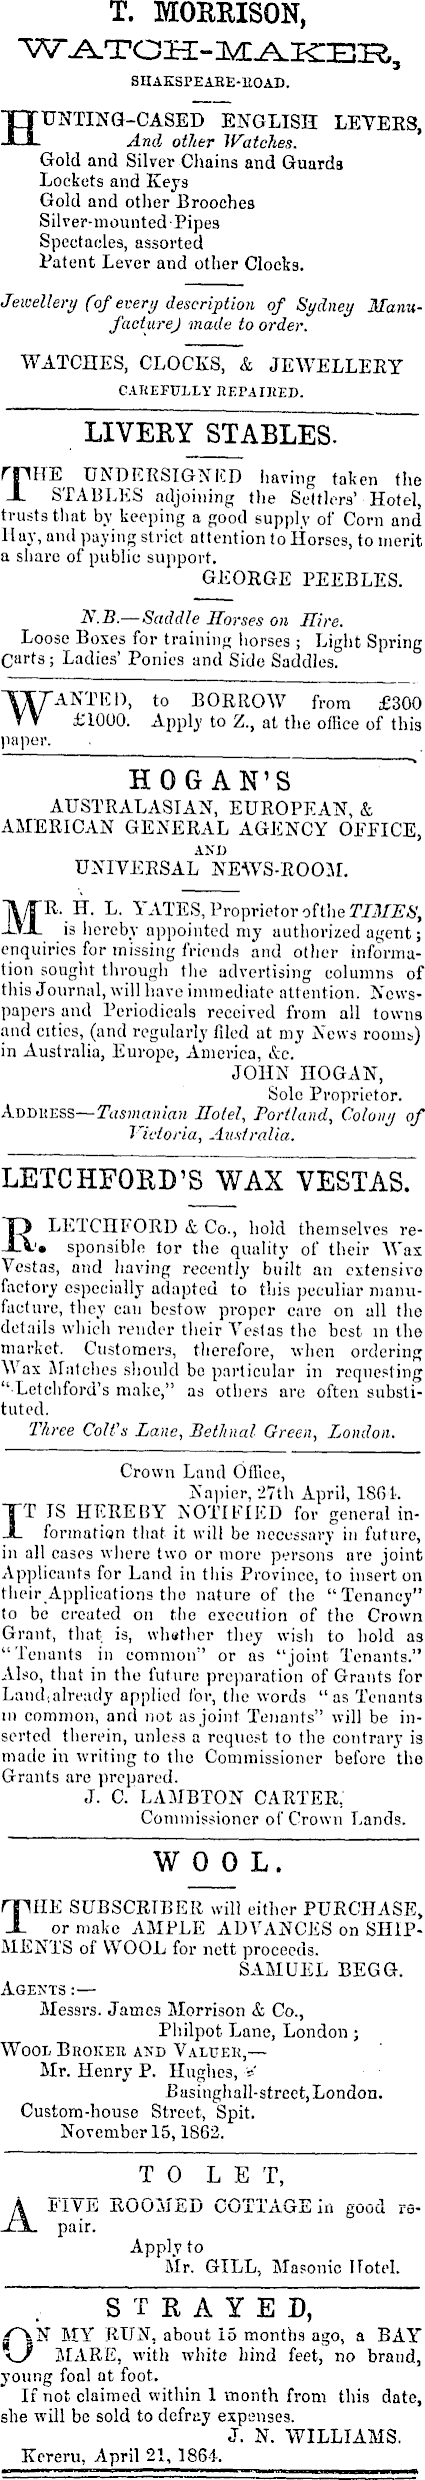 T. MORRISON,
WATCH-MAKER,
SHAKSPEARE-ROAD.
HUNTING-CASED ENGLISH LEVERS,
And other Watches.
Gold and Silver Chains and Guards
Lockets and Keys
Gold and other Brooches
Silver-mounted Pipes
Spectacles, assorted
Patent Lever and other Clocks.
Jewellery (of every description of Sydney Manu-
facture) made to order.
WATCHES, CLOCKS, & JEWELLERY
CAREFULLY REPAIRED.
LIVERY STABLES.
THE UNDERSIGNED having taken the
STABLES adjoining the Settlers' Hotel,
trusts that by keeping a good supply of Corn and
Hay, and paying strict attention to Horses, to merit
a share of public support.
GEORGE PEEBLES.
N.B.—Saddle Horses on Hire.
Loose Boxes for training horses; Light Spring
Carts; Ladies' Ponies and Side Saddles.
WANTED, to BORROW from £300
£1000. Apply to Z., at the office of this
paper.
HOGAN'S
AUSTRALASIAN, EUROPEAN, &
AMERICAN GENERAL AGENCY OFFICE,
AND
UNIVERSAL NEWS-ROOM.
MR. H. L. YATES, Proprietor of the TIMES,
is hereby appointed my authorized agent;
enquiries for missing friends and other informa-
tion sought through the advertising columns of
this Journal, will have immediate attention. News-
papers and Periodicals received from all towns
and cities, (and regularly filed at my News rooms)
in Australia, Europe, America, &c.
JOHN HOGAN,
Sole Proprietor.
ADDRESS—Tasmanian Hotel, Portland, Colony of
Victoria, Australia.
LETCHFORD'S WAX VESTAS.
R. LETCHFORD & Co., hold themselves re-
sponsible for the quality of their Wax
Vestas, and having recently built an extensive
factory especially adapted to this peculiar manu-
facture, they can bestow proper care on all the
details which render their Vestas the best in the
market. Customers, therefore, when ordering
Wax Matches should be particular in requesting
"Letchford's make," as others are often substi-
tuted.
Three Colt's Lane, Bethnal Green, London.
Crown Land Office,
Napier, 27th April, 1864.
IT IS HEREBY NOTIFIED for general in-
formation that it will be necessary in future,
in all cases where two or more persons are joint
Applicants for Land in this Province, to insert on
their Applications the nature of the "Tenancy"
to be created on the execution of the Crown
Grant, that is, whether they wish to hold as
"Tenants in common" or as "joint Tenants."
Also, that in the future preparation of Grants for
Land already applied for, the words "as Tenants
in common, and not as joint Tenants" will be in-
serted therein, unless a request to the contrary is
made in writing to the Commissioner before the
Grants are prepared.
J. C. LAMBTON CARTER,
Commissioner of Crown Lands.
WOOL.
THE SUBSCRIBER will either PURCHASE,
or make AMPLE ADVANCES on SHIP-
MENTS of WOOL for nett proceeds.
SAMUEL BEGG.
AGENTS:—
Messrs. James Morrison & Co.,
Philpot Lane, London;
WOOL BROKER AND VALUER,—
Mr. Henry P. Hughes,
Basinghall-street, London.
Custom-house Street, Spit.
November 15, 1862.
TO LET,
A FIVE ROOMED COTTAGE in good re-
pair.
Apply to
Mr. GILL, Masonic Hotel.
STRAYED,
ON MY RUN, about 15 months ago, a BAY
MARE, with white hind feet, no brand,
young foal at foot.
If not claimed within 1 month from this date,
she will be sold to defrey expenses.
J. N. WILLIAMS.
Kereru, April 21, 1864.